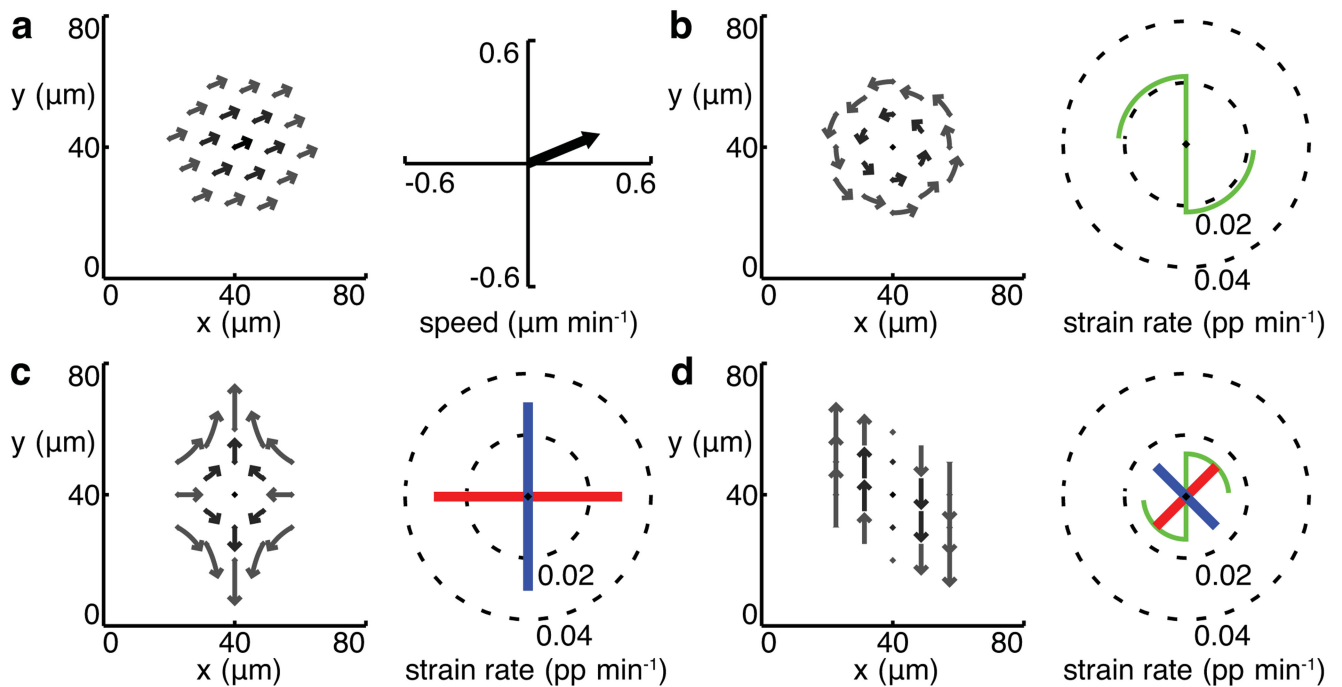 a
80
y (µm)
40
0
0 40 80
x (µm)
0.6
-0.6 0.6
-0.6
speed (µm min-1)
b
80
y (µm)
40
0
0 40 80
x (µm)
0.02
0.04
strain rate (pp min-1)
c
80
y (µm)
40
0
0 40 80
x (µm)
0.02
0.04
strain rate (pp min-1)
d
80
y (µm)
40
0
0 40 80
x (µm)
0.02
0.04
strain rate (pp min-1)